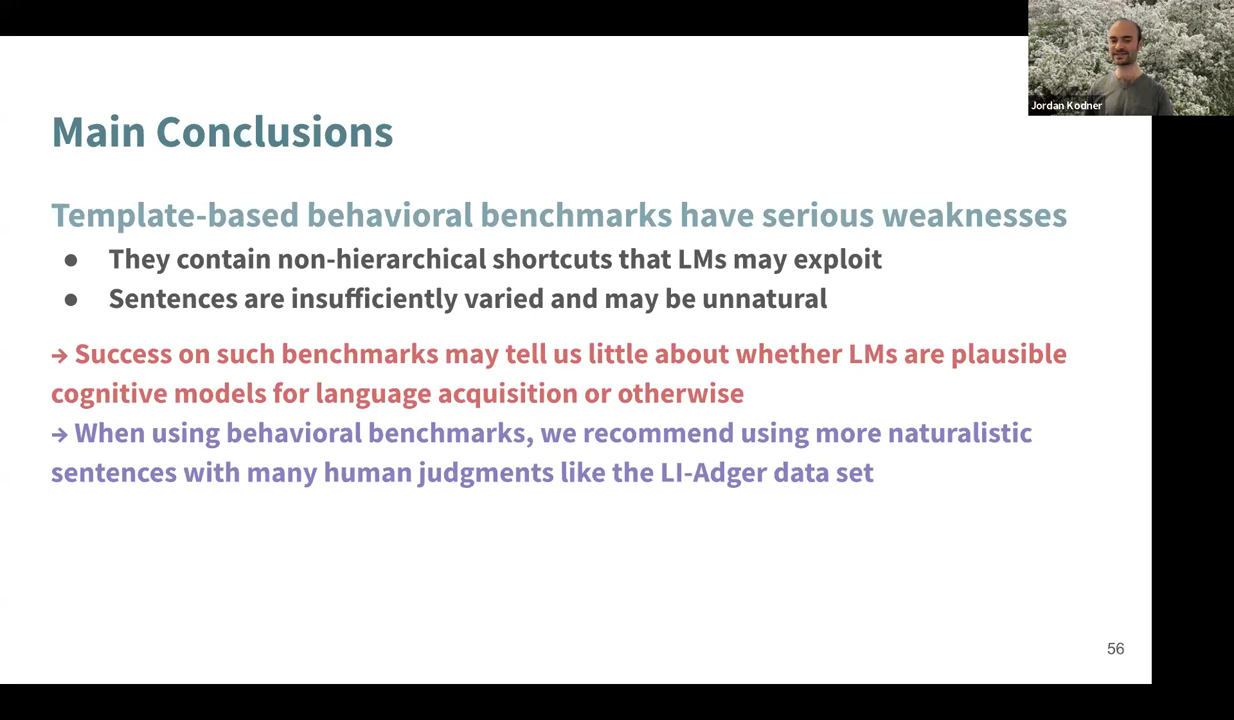 Jordan Kodner
Main Conclusions
Template-based behavioral benchmarks have serious weaknesses
● They contain non-hierarchical shortcuts that LMs may exploit
● Sentences are insufficiently varied and may be unnatural
→ Success on such benchmarks may tell us little about whether LMs are plausible
cognitive models for language acquisition or otherwise
→ When using behavioral benchmarks, we recommend using more naturalistic
sentences with many human judgments like the LI-Adger data set
56